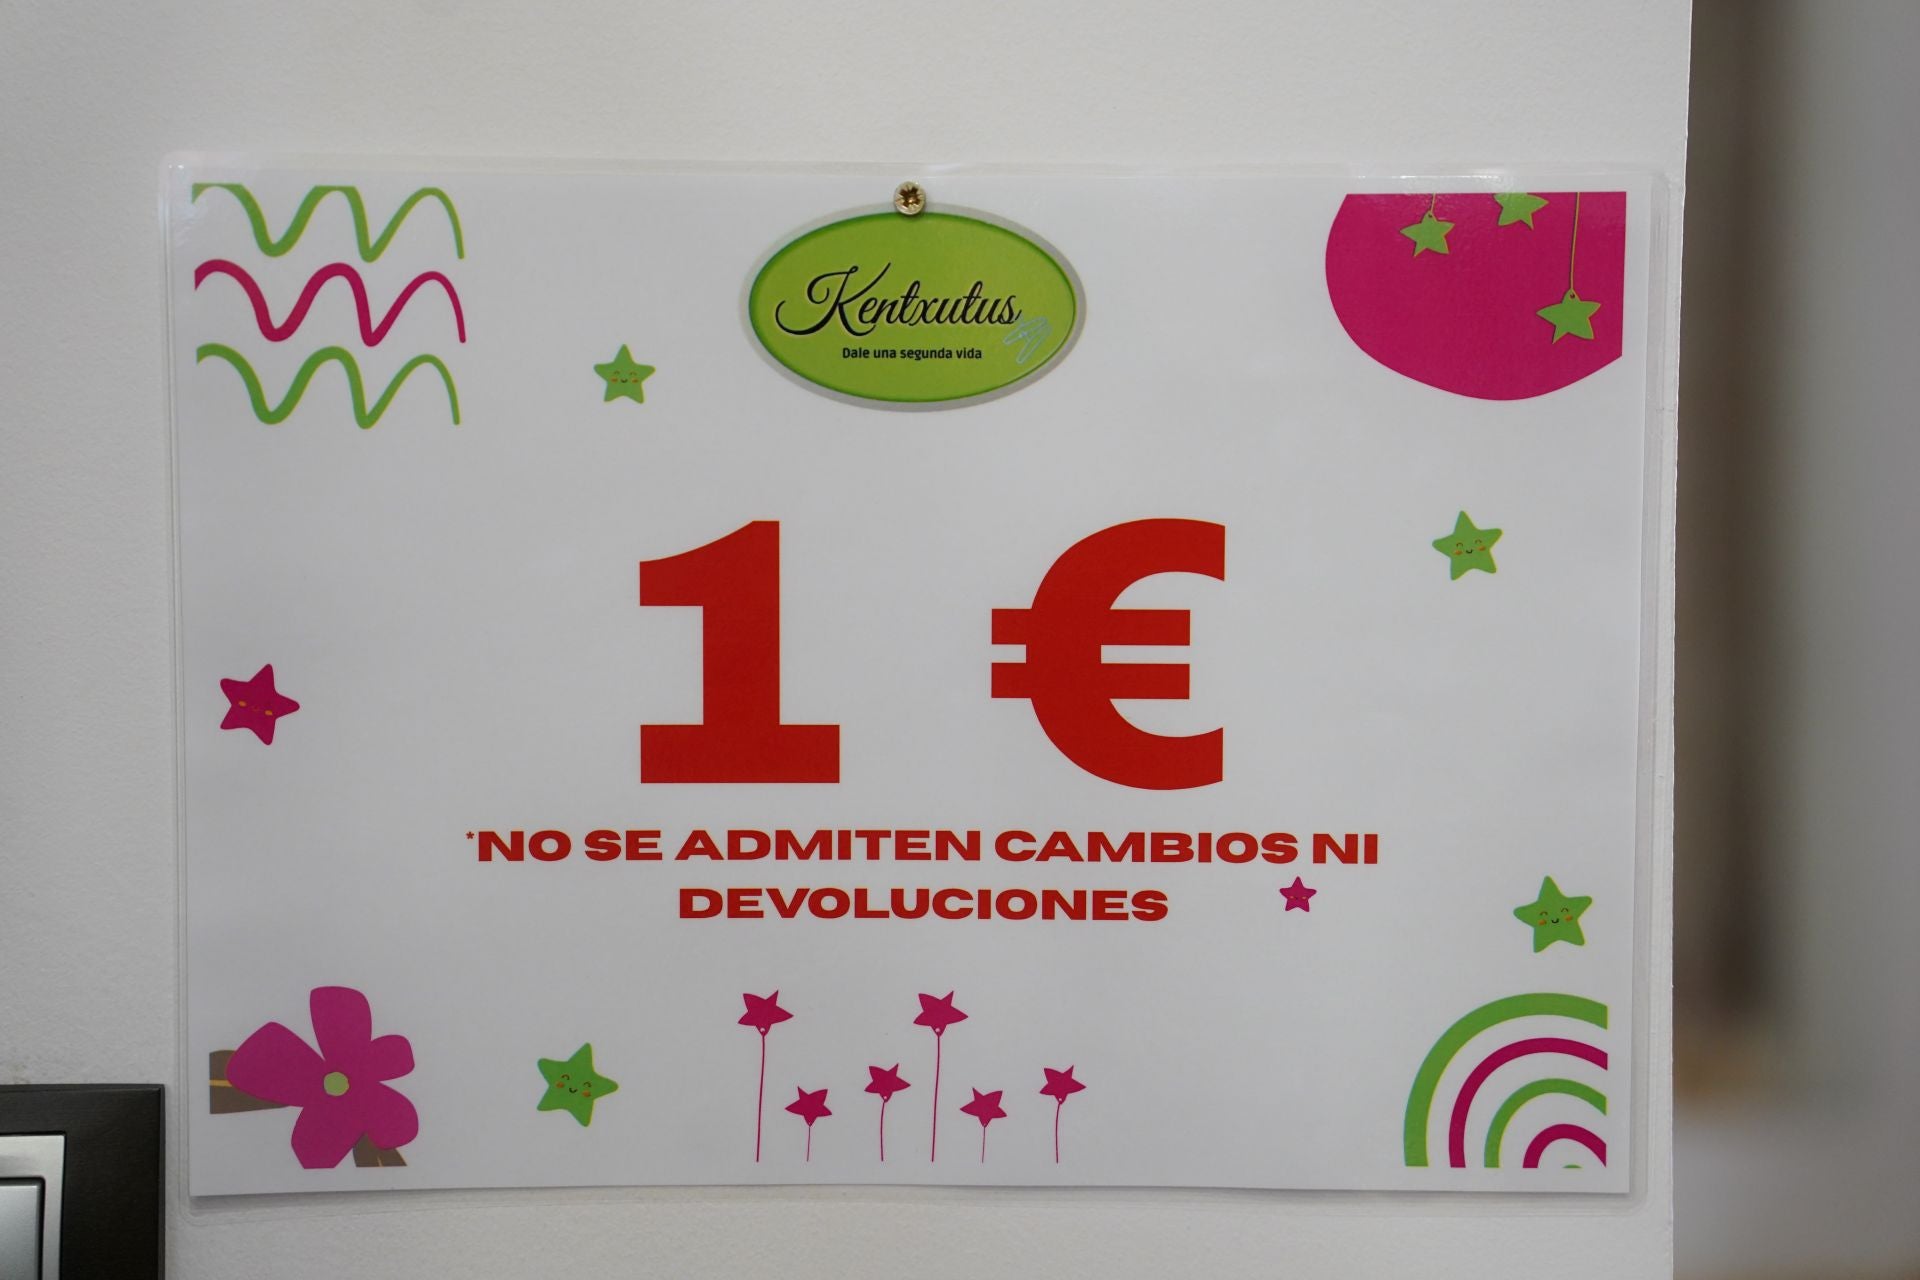 Kentxutus
Dale una segunda vida
1 €
*NO SE ADMITEN CAMBIOS NI
DEVOLUCIONES